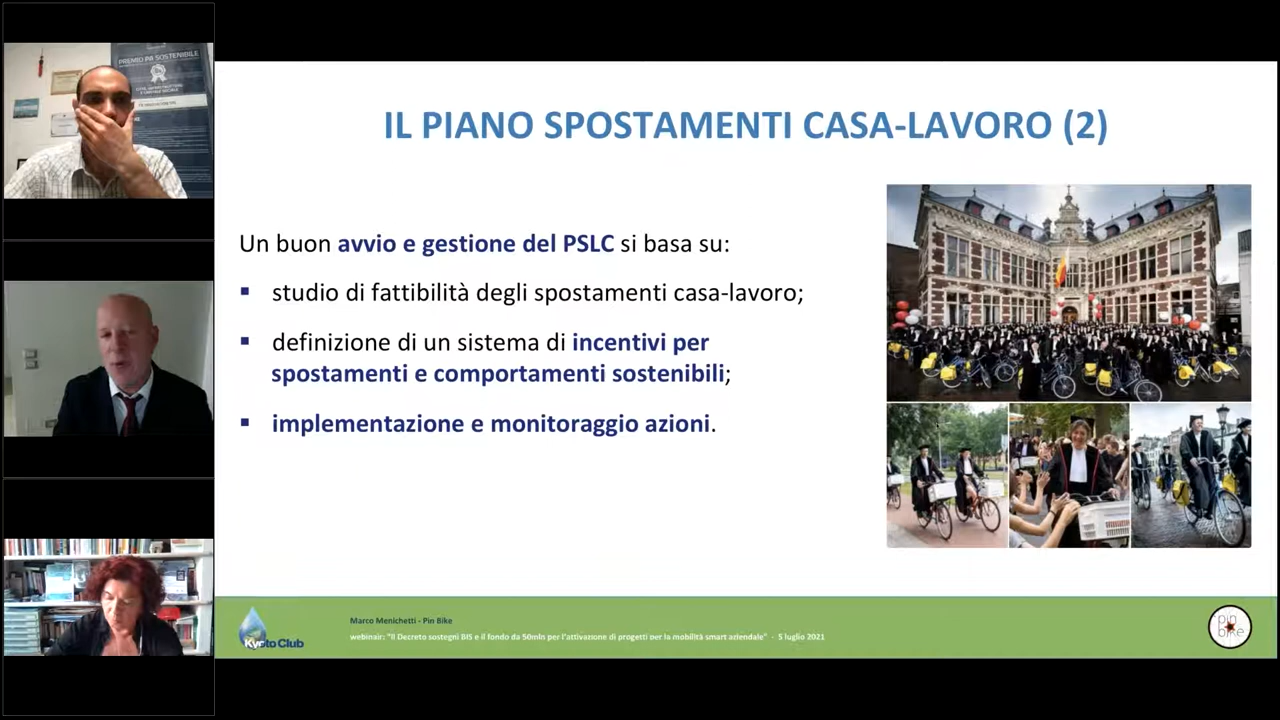 PREMIO PA SOSTENIBILE
IL PIANO SPOSTAMENTI CASA-LAVORO (2)
Un buon avvio e gestione del PSLC si basa su:
▪ studio di fattibilità degli spostamenti casa-lavoro;
▪ definizione di un sistema di incentivi per
spostamenti e comportamenti sostenibili;
▪ implementazione e monitoraggio azioni.
Kyoto Club
Marco Menichetti - Pin Bike
webinair: "Il Decreto sostegni BIS e il fondo da 50mln per l'attivazione di progetti per la mobilità smart aziendale" - 5 luglio 2021
pin
bike